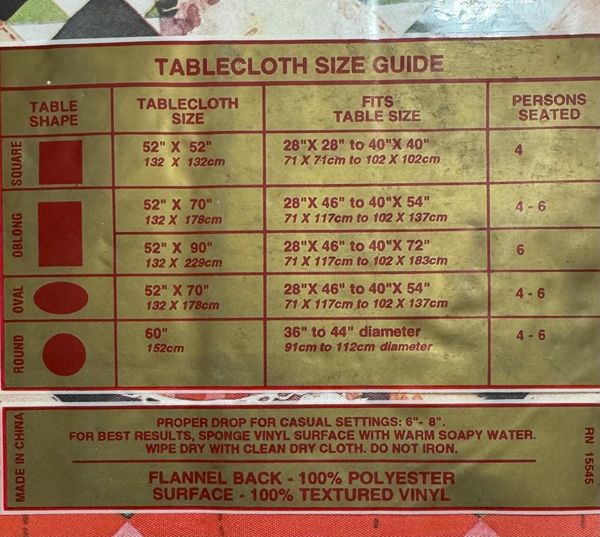 TABLECLOTH SIZE GUIDE
TABLE SHAPE TABLECLOTH SIZE FITS TABLE SIZE PERSONS SEATED
SQUARE 52" X 52" 28"X 28" to 40"X 40" 4
132 X 132cm 71 X 71cm to 102 X 102cm
OBLONG 52" X 70" 28"X 46" to 40"X 54" 4 - 6
132 X 178cm 71 X 117cm to 102 X 137cm
52" X 90" 28"X 46" to 40"X 72" 6
132 X 229cm 71 X 117cm to 102 X 183cm
OVAL 52" X 70" 28"X 46" to 40"X 54" 4 - 6
132 X 178cm 71 X 117cm to 102 X 137cm
ROUND 60" 36" to 44" diameter 4 - 6
152cm 91cm to 112cm diameter
MADE IN CHINA
PROPER DROP FOR CASUAL SETTINGS: 6"- 8".
FOR BEST RESULTS, SPONGE VINYL SURFACE WITH WARM SOAPY WATER.
WIPE DRY WITH CLEAN DRY CLOTH. DO NOT IRON.
FLANNEL BACK - 100% POLYESTER
SURFACE - 100% TEXTURED VINYL
RN 15545